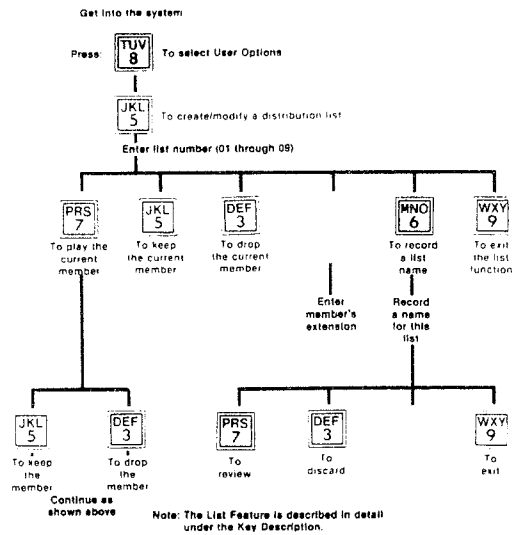 Get into the system
Press: TUV 8 To select User Options
JKL 5 To create/modify a distribution list
Enter list number (01 through 09)
PRS 7 JKL 5 DEF 3 MNO 6 WXY 9
To play the current member
To keep the current member
To drop the current member
To record a list name
To exit the list function
Enter member's extension
Record a name for this list
JKL 5 DEF 3 PRS 7 DEF 3 WXY 9
To keep the member
To drop the member
To review
To discard
To exit
Continue as shown above
Note: The List Feature is described in detail
under the Key Description.